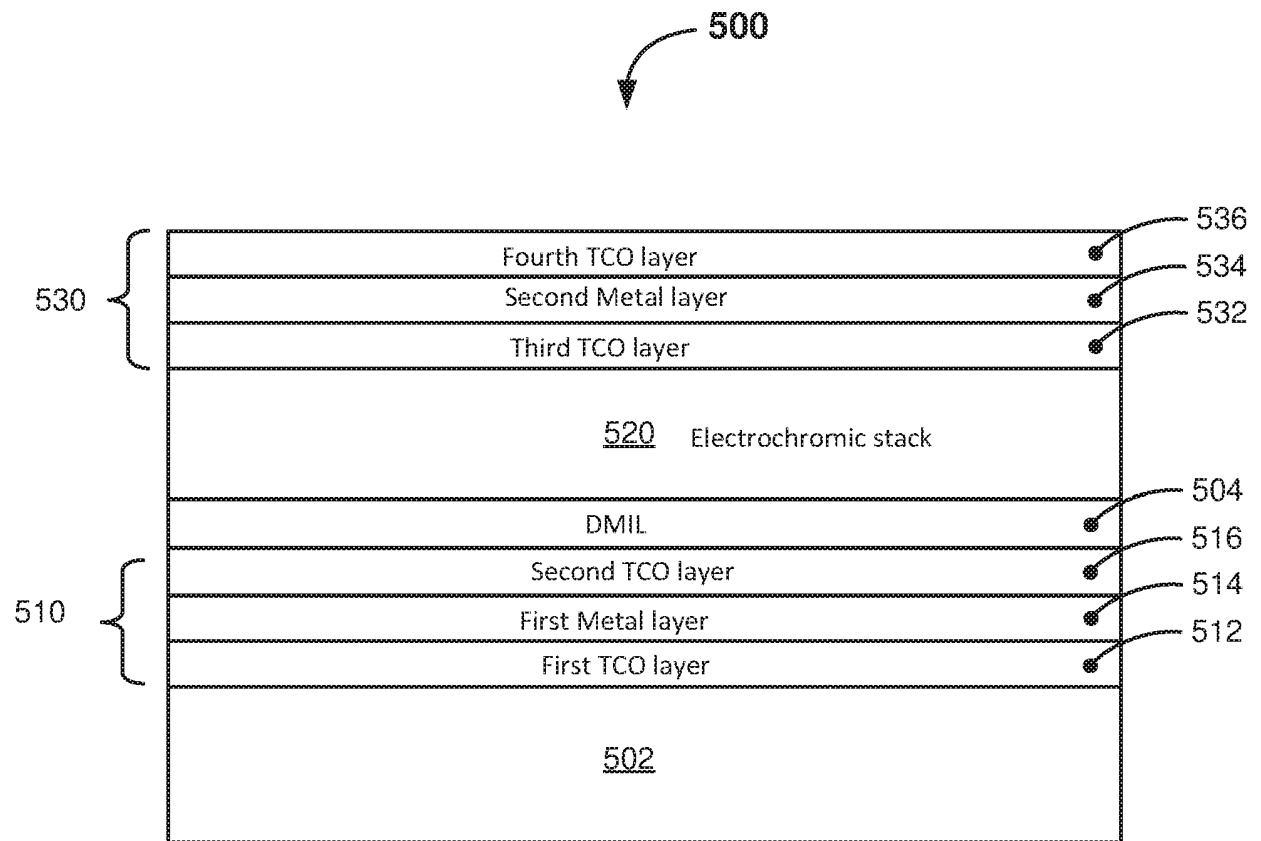 500
Fourth TCO layer 536
530 Second Metal layer 534
Third TCO layer 532
520 Electrochromic stack
DMIL 504
Second TCO layer 516
510 First Metal layer 514
First TCO layer 512
502